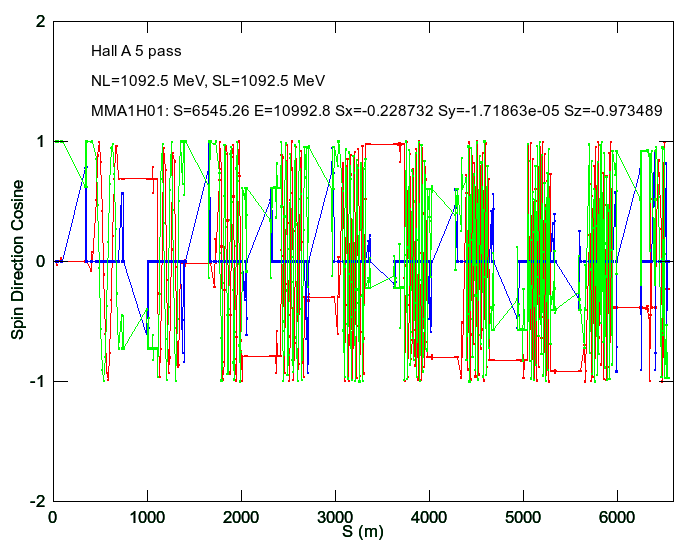 2
Hall A 5 pass
NL=1092.5 MeV, SL=1092.5 MeV
MMA1H01: S=6545.26 E=10992.8 Sx=-0.228732 Sy=-1.71863e-05 Sz=-0.973489
1
Spin Direction Cosine
0
-1
-2
0 1000 2000 3000 4000 5000 6000
S (m)